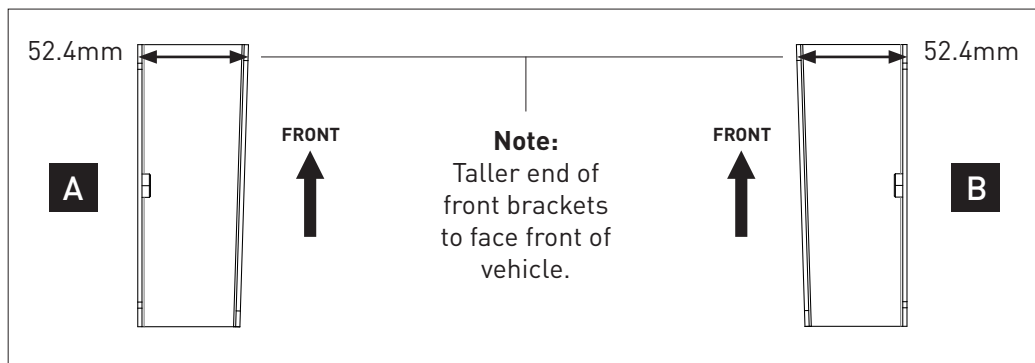 52.4mm
52.4mm
FRONT
FRONT
Note:
Taller end of
front brackets
to face front of
vehicle.
A
B